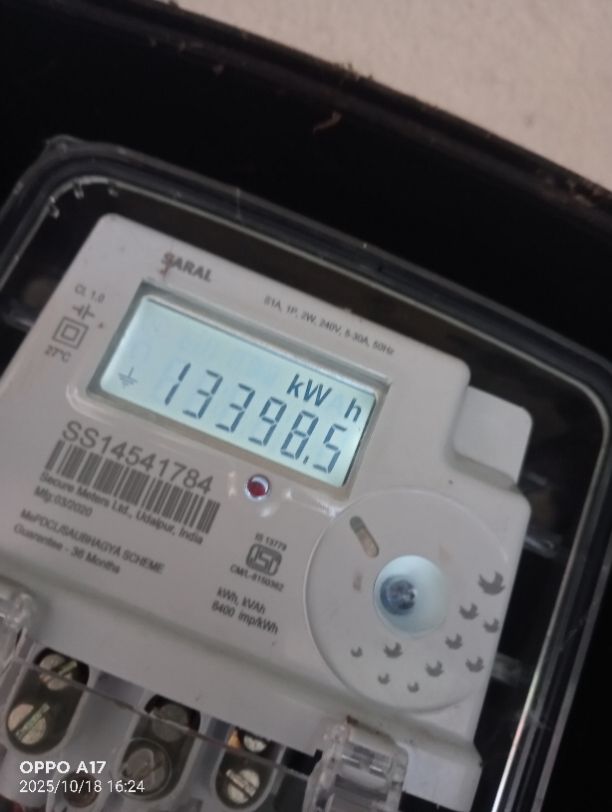 SARAL
S1A, 1P, 2W, 240V, 5-30A, 50Hz
CL 1.0
27°C
kW h
13398.5
SS14541784
Secure Meters Ltd., Udaipur, India
Mfg.:03/2020
MePDCL/SAUBHAGYA SCHEME
Guarantee - 36 Months
IS 13779
ISI
CM/L-8150362
kWh, kVAh
6400 imp/kWh
OPPO A17
2025/10/18 16:24